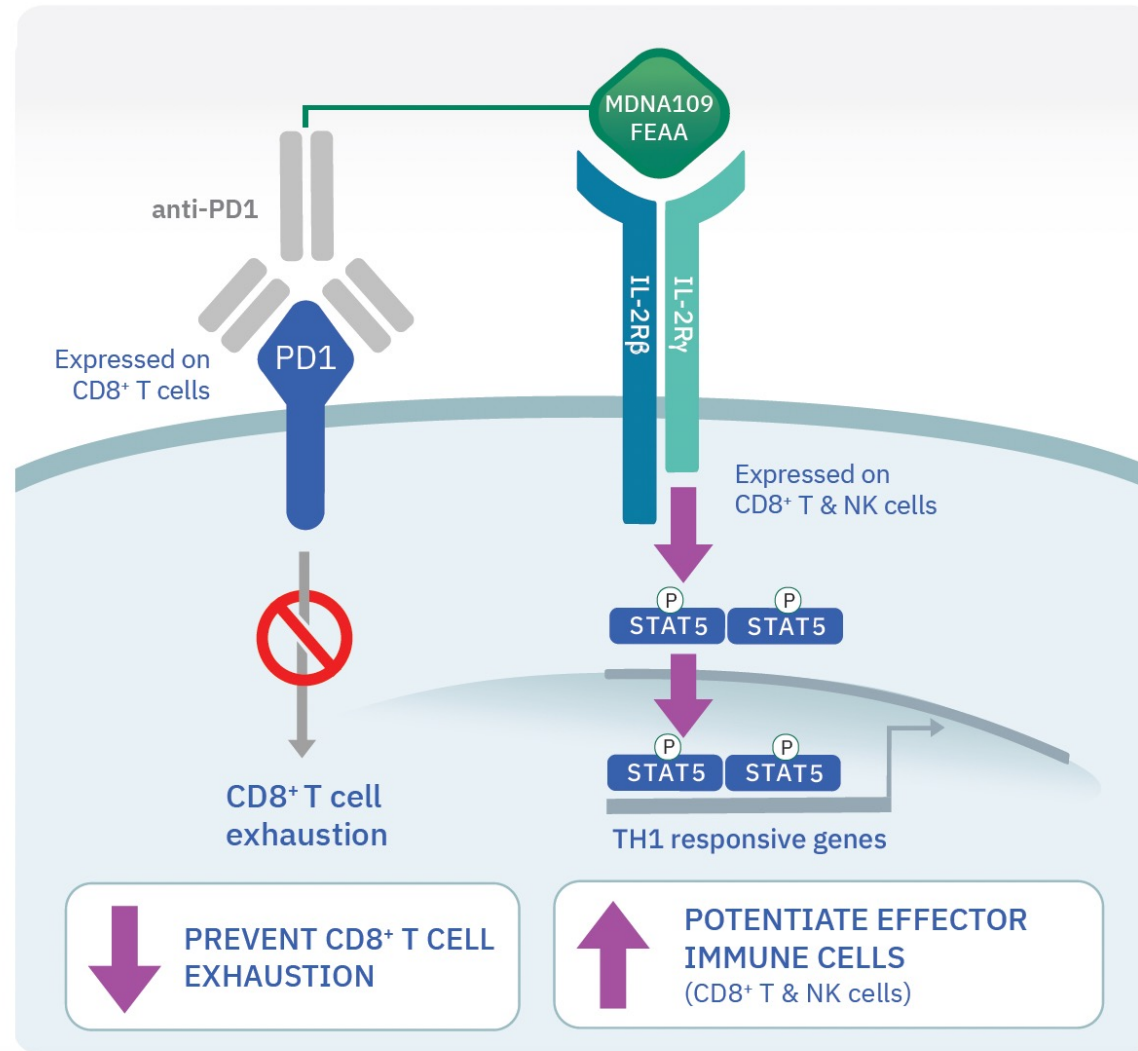 MDNA109
FEAA
anti-PD1
IL-2Rβ
IL-2Rγ
PD1
Expressed on
CD8⁺ T cells
Expressed on
CD8⁺ T & NK cells
P
P
STAT5
STAT5
P
P
STAT5
STAT5
CD8⁺ T cell
exhaustion
TH1 responsive genes
PREVENT CD8⁺ T CELL
EXHAUSTION
POTENTIATE EFFECTOR
IMMUNE CELLS
(CD8⁺ T & NK cells)